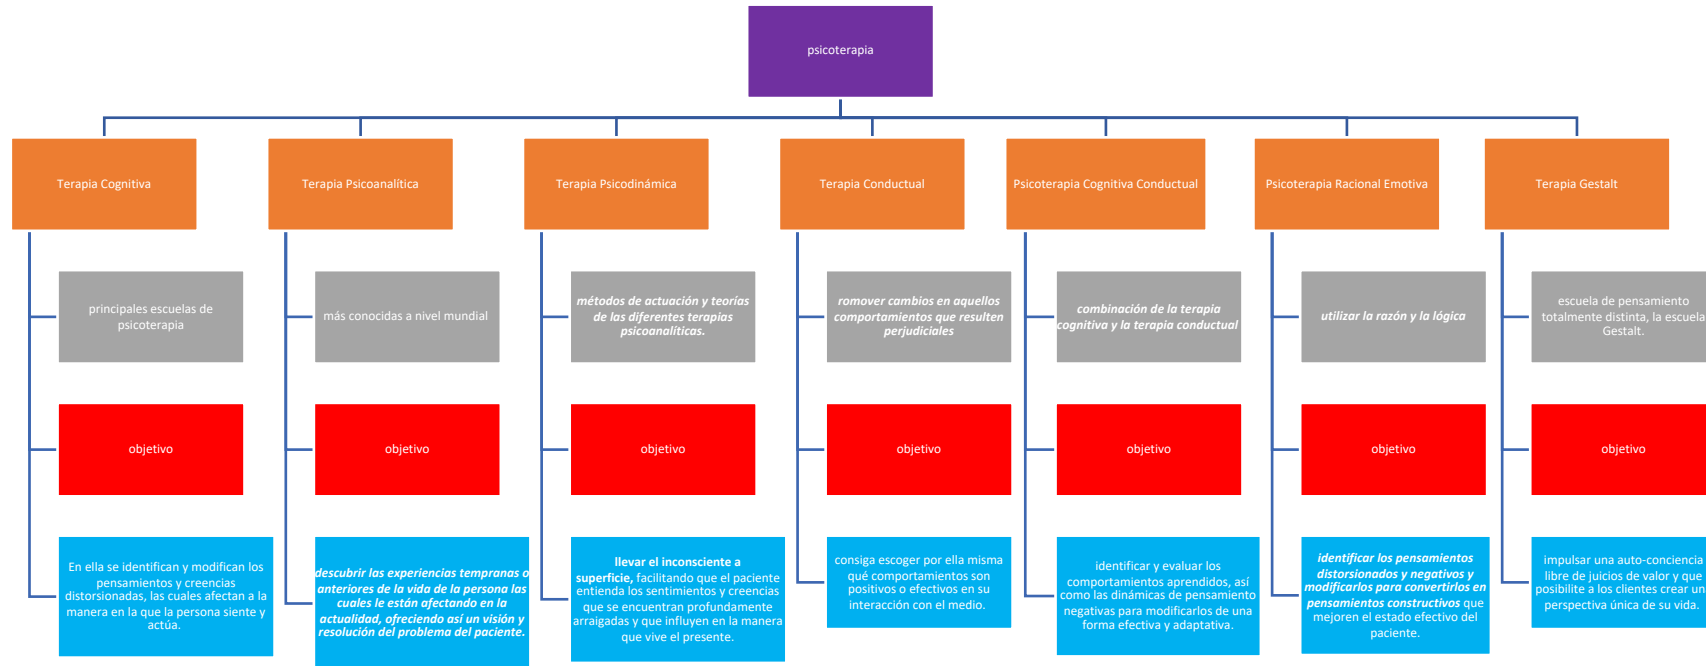 psicoterapia
Terapia Cognitiva
Terapia Psicoanalítica
Terapia Psicodinámica
Terapia Conductual
Psicoterapia Cognitiva Conductual
Psicoterapia Racional Emotiva
Terapia Gestalt
principales escuelas de
psicoterapia
más conocidas a nivel mundial
métodos de actuación y teorías
de las diferentes terapias
psicoanalíticas.
romover cambios en aquellos
comportamientos que resulten
perjudiciales
combinación de la terapia
cognitiva y la terapia conductual
utilizar la razón y la lógica
escuela de pensamiento
totalmente distinta, la escuela
Gestalt.
objetivo
objetivo
objetivo
objetivo
objetivo
objetivo
objetivo
En ella se identifican y modifican los
pensamientos y creencias
distorsionadas, las cuales afectan a la
manera en la que la persona siente y
actúa.
descubrir las experiencias tempranas o
anteriores de la vida de la persona las
cuales le están afectando en la
actualidad, ofreciendo así un visión y
resolución del problema del paciente.
llevar el inconsciente a
superficie, facilitando que el paciente
entienda los sentimientos y creencias
que se encuentran profundamente
arraigadas y que influyen en la manera
que vive el presente.
consiga escoger por ella misma
qué comportamientos son
positivos o efectivos en su
interacción con el medio.
identificar y evaluar los
comportamientos aprendidos, así
como las dinámicas de pensamiento
negativas para modificarlos de una
forma efectiva y adaptativa.
identificar los pensamientos
distorsionados y negativos y
modificarlos para convertirlos en
pensamientos constructivos que
mejoren el estado efectivo del
paciente.
impulsar una auto-conciencia
libre de juicios de valor y que
posibilite a los clientes crear un
perspectiva única de su vida.